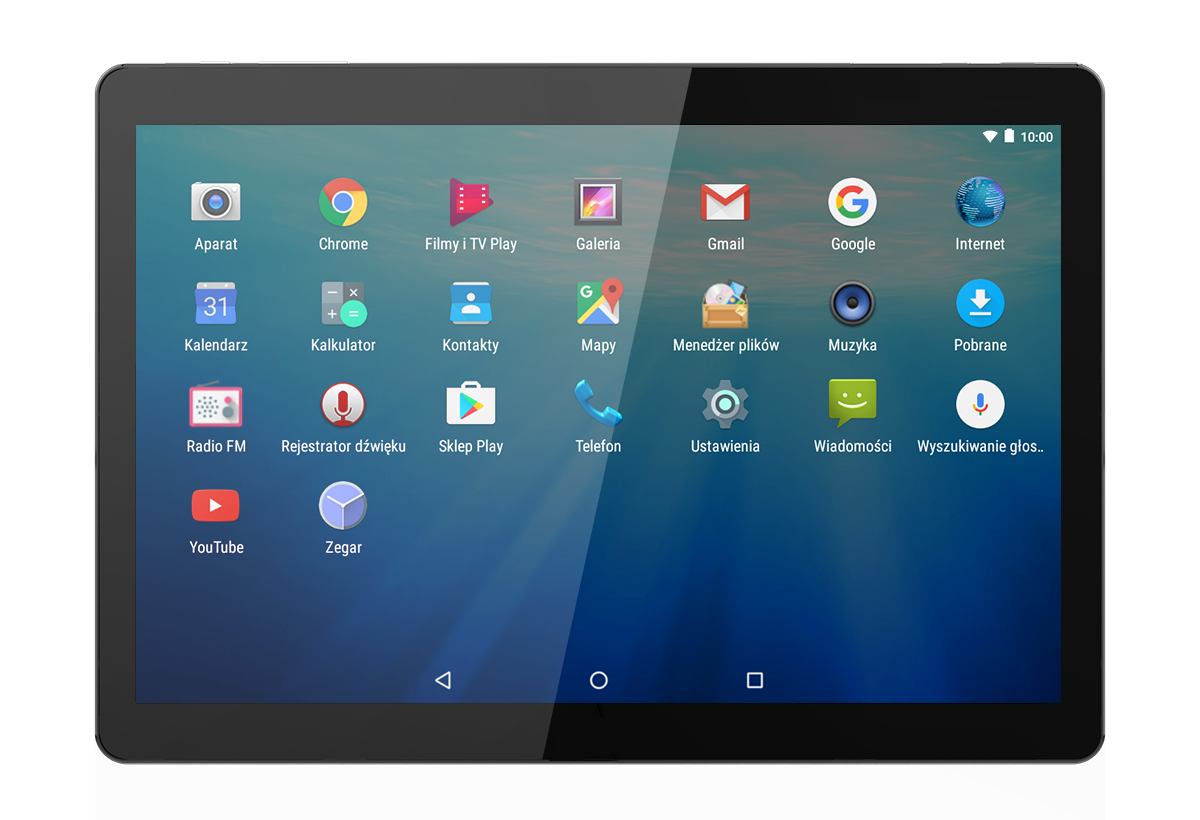 10:00
Aparat
Chrome
Filmy i TV Play
Galeria
Gmail
Google
Internet
31
Kalendarz
Kalkulator
Kontakty
G
Mapy
Menedżer plików
Muzyka
Pobrane
Radio FM
Rejestrator dźwięku
Sklep Play
Telefon
Ustawienia
Wiadomości
Wyszukiwanie głos..
YouTube
Zegar